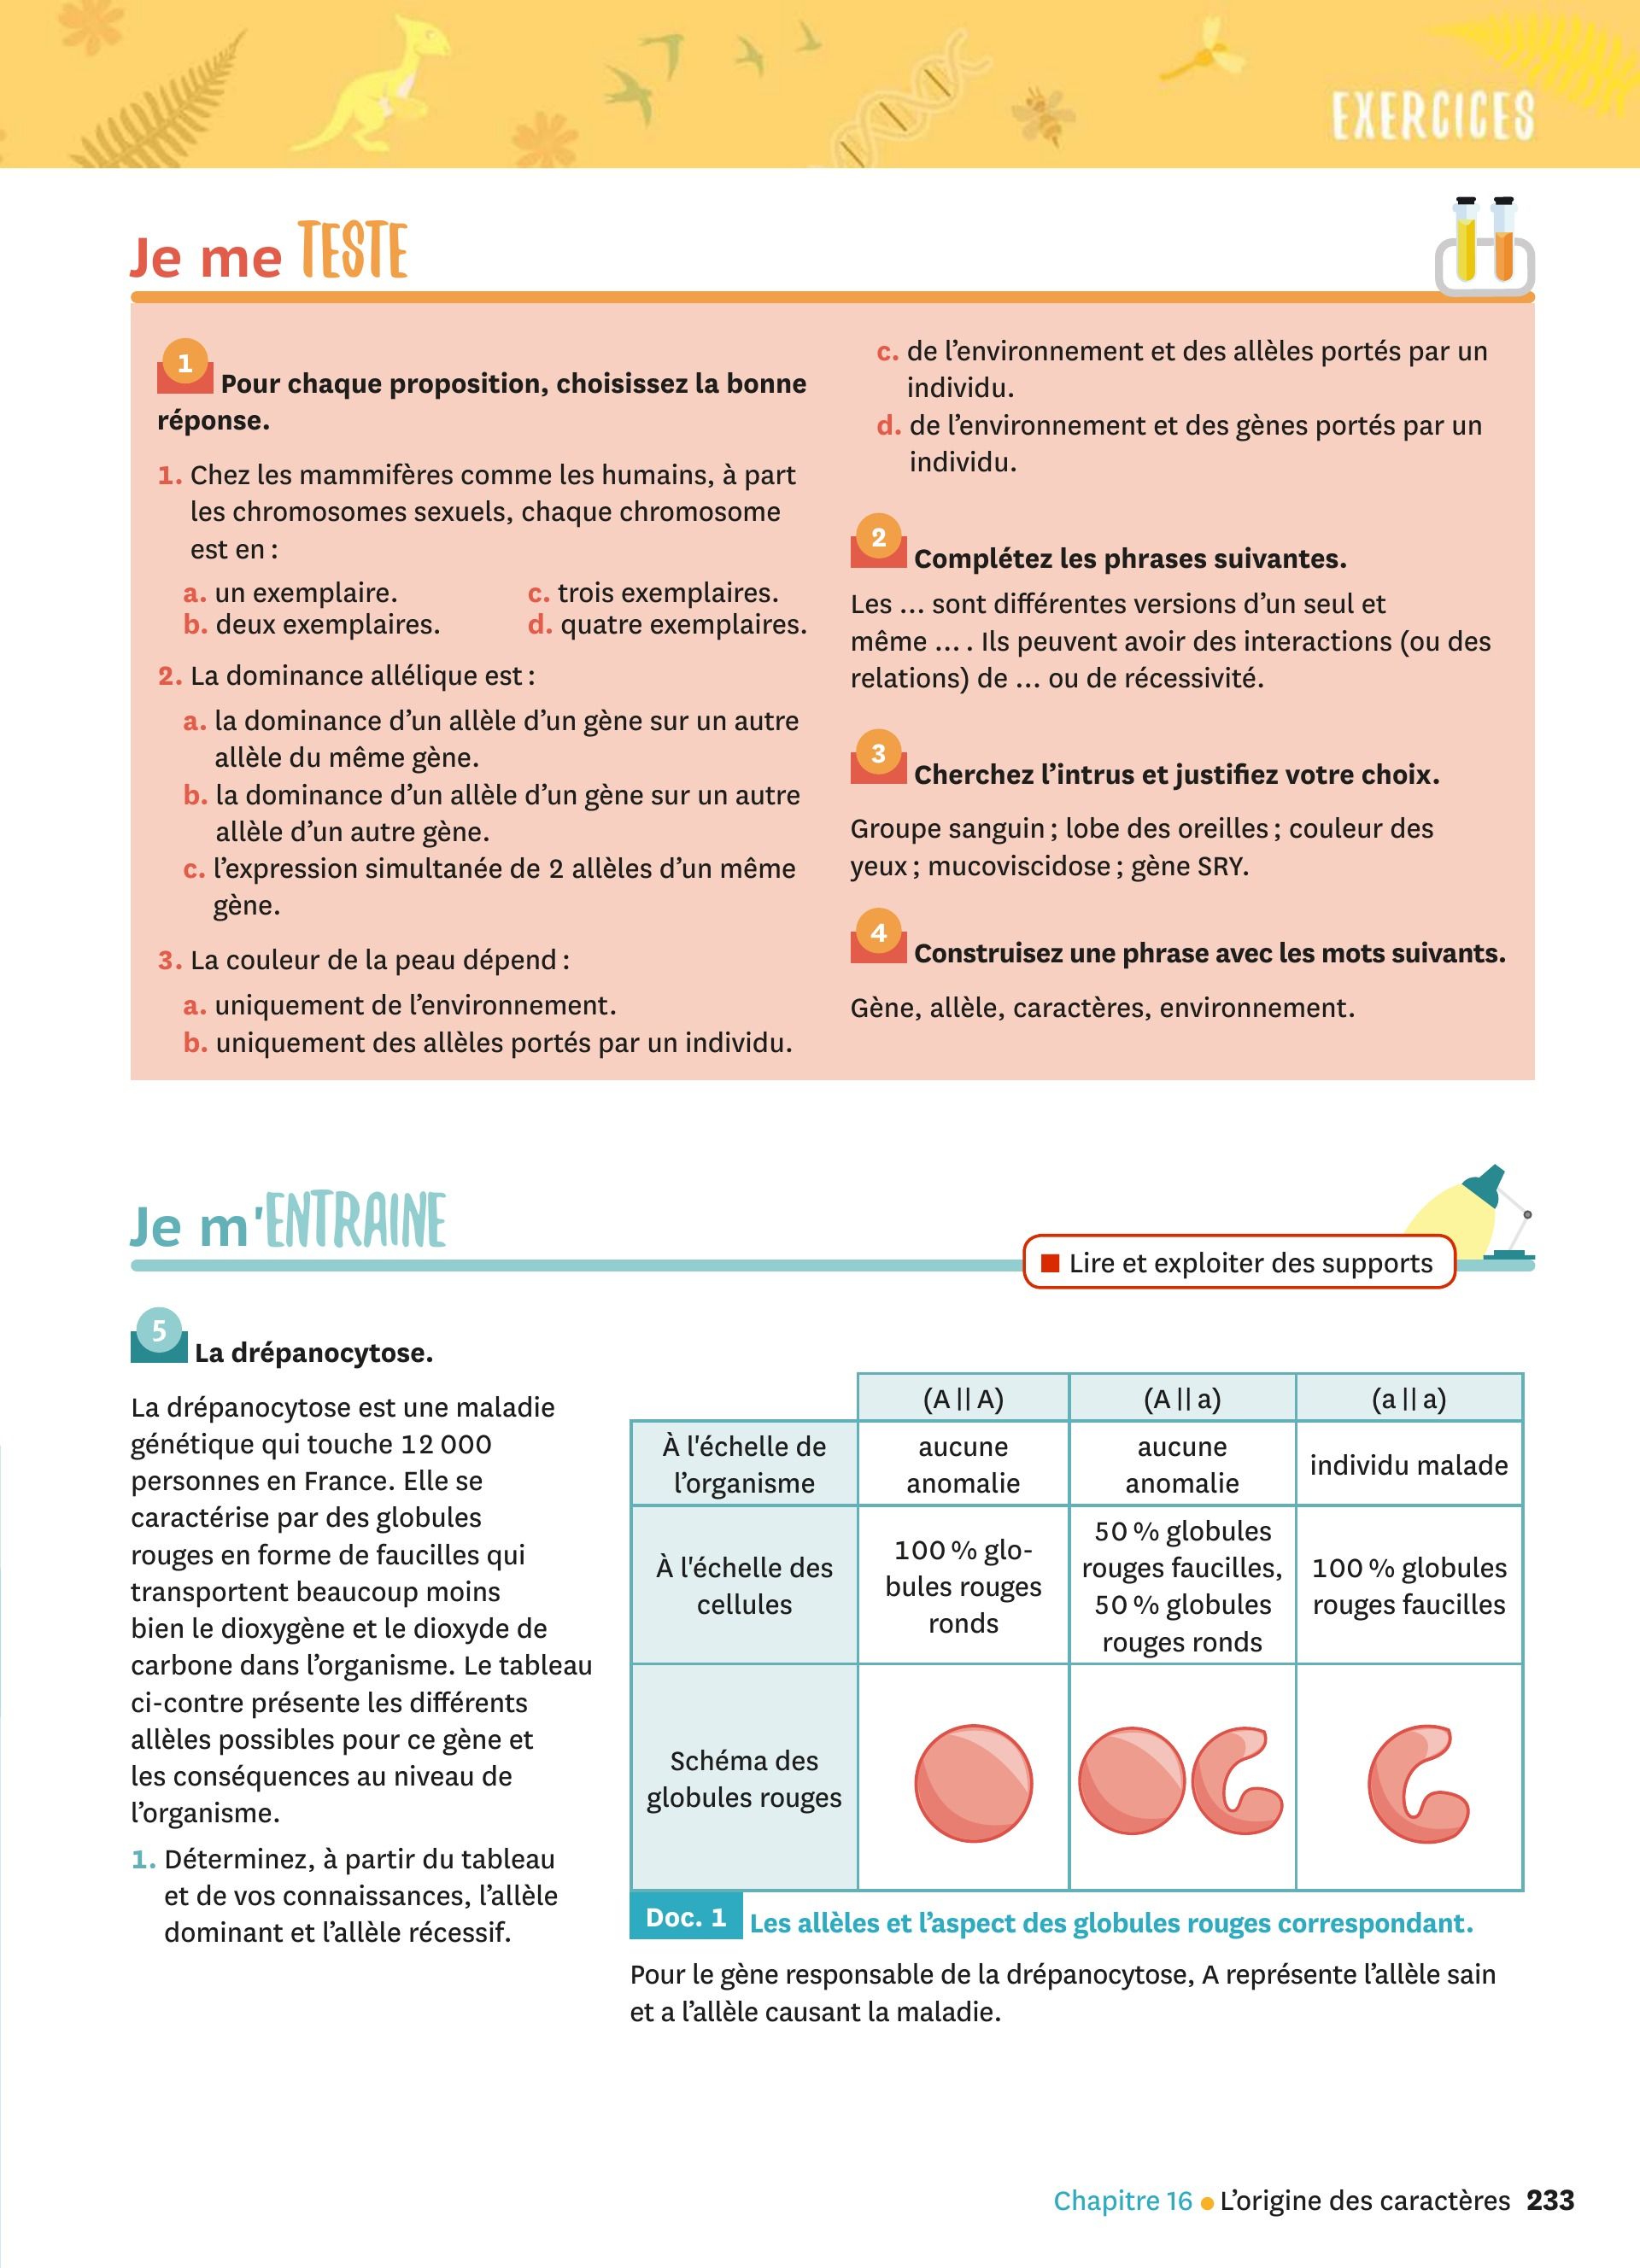 EXERCICES
Je me TESTE
1 Pour chaque proposition, choisissez la bonne
réponse.
1. Chez les mammifères comme les humains, à part
les chromosomes sexuels, chaque chromosome
est en :
a. un exemplaire.
b. deux exemplaires.
c. trois exemplaires.
d. quatre exemplaires.
2. La dominance allélique est :
a. la dominance d’un allèle d’un gène sur un autre
allèle du même gène.
b. la dominance d’un allèle d’un gène sur un autre
allèle d’un autre gène.
c. l’expression simultanée de 2 allèles d’un même
gène.
3. La couleur de la peau dépend :
a. uniquement de l’environnement.
b. uniquement des allèles portés par un individu.
c. de l’environnement et des allèles portés par un
individu.
d. de l’environnement et des gènes portés par un
individu.
2 Complétez les phrases suivantes.
Les … sont différentes versions d’un seul et
même … . Ils peuvent avoir des interactions (ou des
relations) de … ou de récessivité.
3 Cherchez l’intrus et justifiez votre choix.
Groupe sanguin ; lobe des oreilles ; couleur des
yeux ; mucoviscidose ; gène SRY.
4 Construisez une phrase avec les mots suivants.
Gène, allèle, caractères, environnement.
Je m'ENTRAINE
Lire et exploiter des supports
5 La drépanocytose.
La drépanocytose est une maladie
génétique qui touche 12 000
personnes en France. Elle se
caractérise par des globules
rouges en forme de faucilles qui
transportent beaucoup moins
bien le dioxygène et le dioxyde de
carbone dans l’organisme. Le tableau
ci-contre présente les différents
allèles possibles pour ce gène et
les conséquences au niveau de
l’organisme.
1. Déterminez, à partir du tableau
et de vos connaissances, l’allèle
dominant et l’allèle récessif.
(A || A)
(A || a)
(a || a)
À l'échelle de
l’organisme
aucune
anomalie
aucune
anomalie
individu malade
À l'échelle des
cellules
100 % glo-
bules rouges
ronds
50 % globules
rouges faucilles,
50 % globules
rouges ronds
100 % globules
rouges faucilles
Schéma des
globules rouges
Doc. 1 Les allèles et l’aspect des globules rouges correspondant.
Pour le gène responsable de la drépanocytose, A représente l’allèle sain
et a l’allèle causant la maladie.
Chapitre 16 ● L’origine des caractères 233